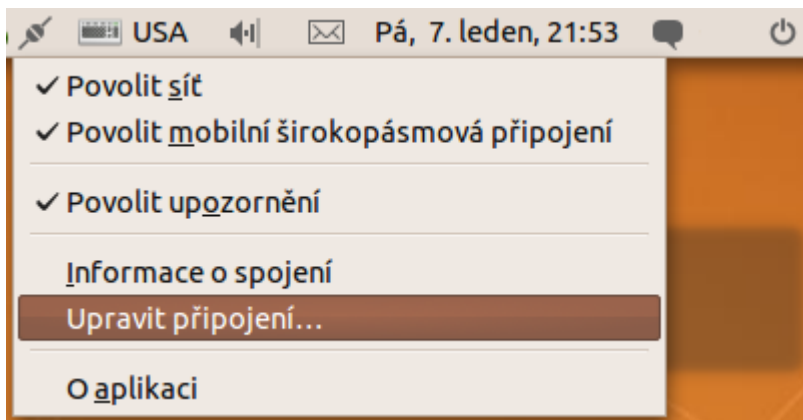 USA Pá, 7. leden, 21:53
Povolit síť
Povolit mobilní širokopásmová připojení
Povolit upozornění
Informace o spojení
Upravit připojení...
O aplikaci